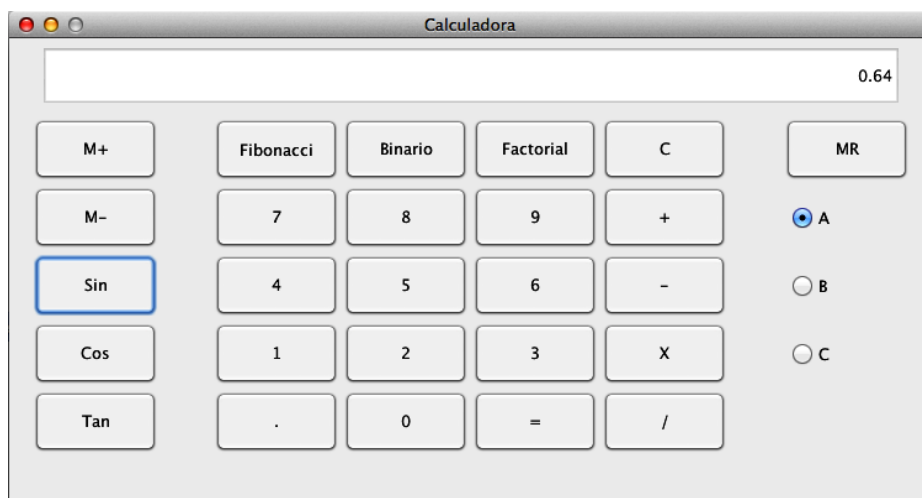 Calculadora
0.64
M+ Fibonacci Binario Factorial C MR
M- 7 8 9 + A
Sin 4 5 6 - B
Cos 1 2 3 X C
Tan . 0 = /